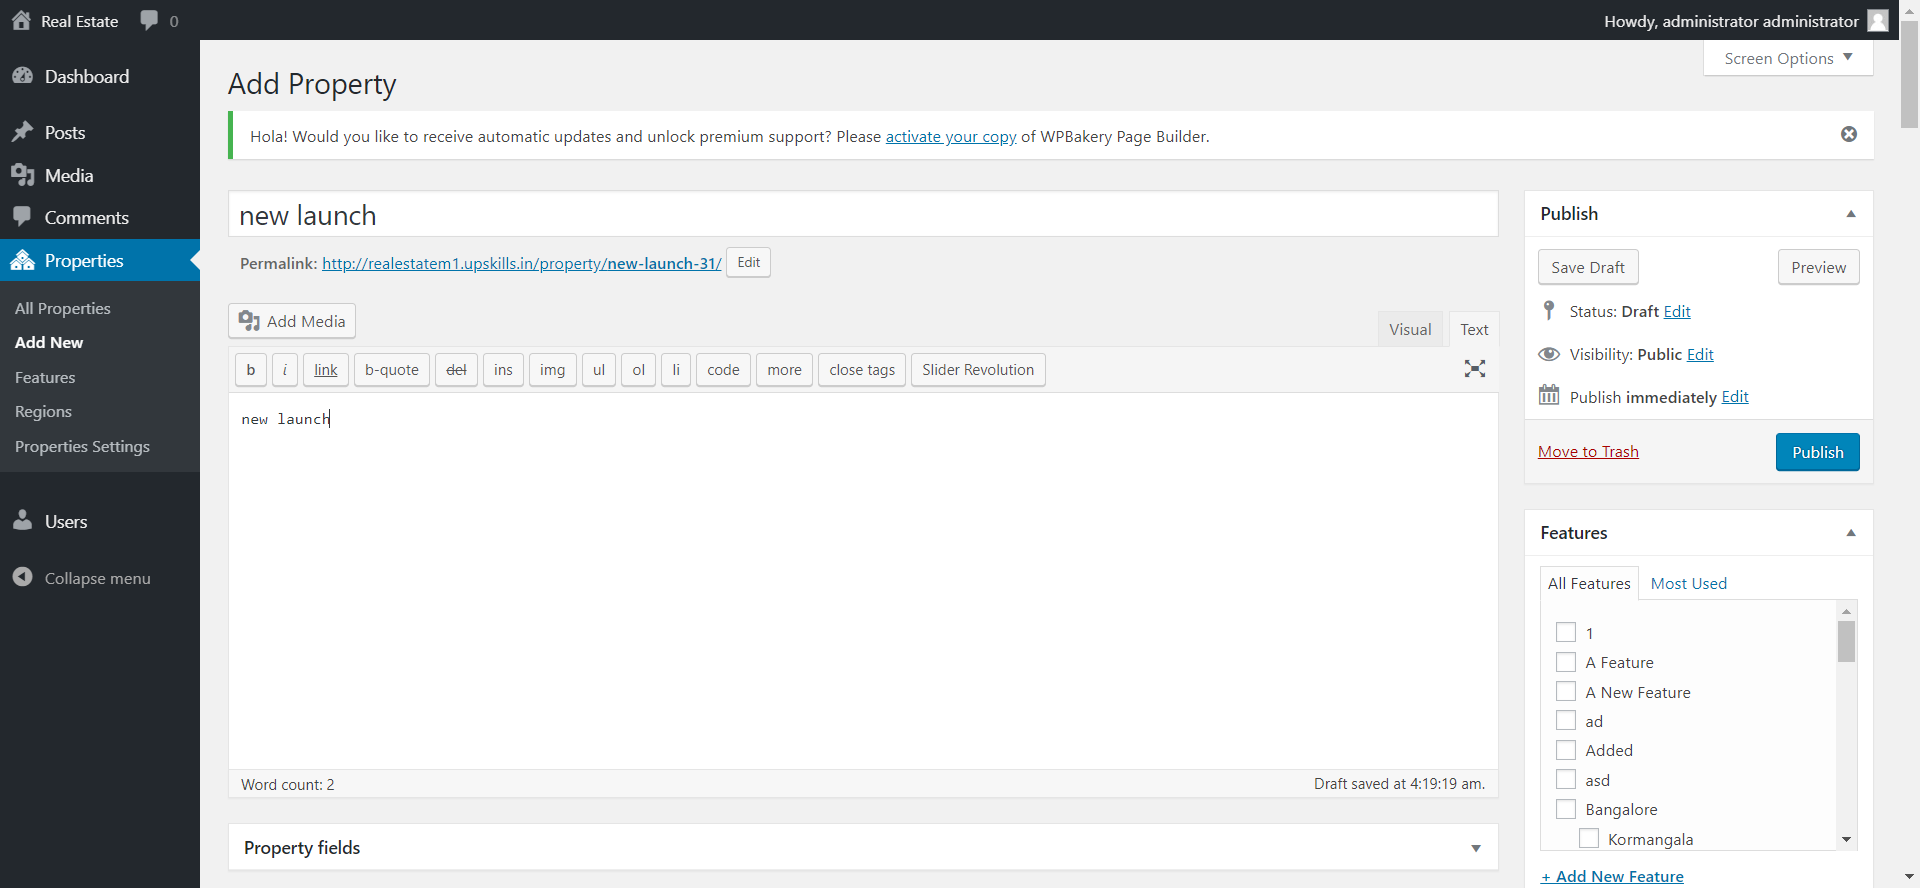 Real Estate 0 Howdy, administrator administrator
Screen Options
Dashboard
Posts
Media
Comments
Properties
All Properties
Add New
Features
Regions
Properties Settings
Users
Collapse menu
Add Property
Hola! Would you like to receive automatic updates and unlock premium support? Please activate your copy of WPBakery Page Builder.
new launch
Permalink: http://realestatem1.upskills.in/property/new-launch-31/ Edit
Add Media
Visual Text
b i link b-quote del ins img ul ol li code more close tags Slider Revolution
new launch
Word count: 2 Draft saved at 4:19:19 am.
Property fields
Publish
Save Draft Preview
Status: Draft Edit
Visibility: Public Edit
Publish immediately Edit
Move to Trash Publish
Features
All Features Most Used
1
A Feature
A New Feature
ad
Added
asd
Bangalore
Kormangala
+ Add New Feature